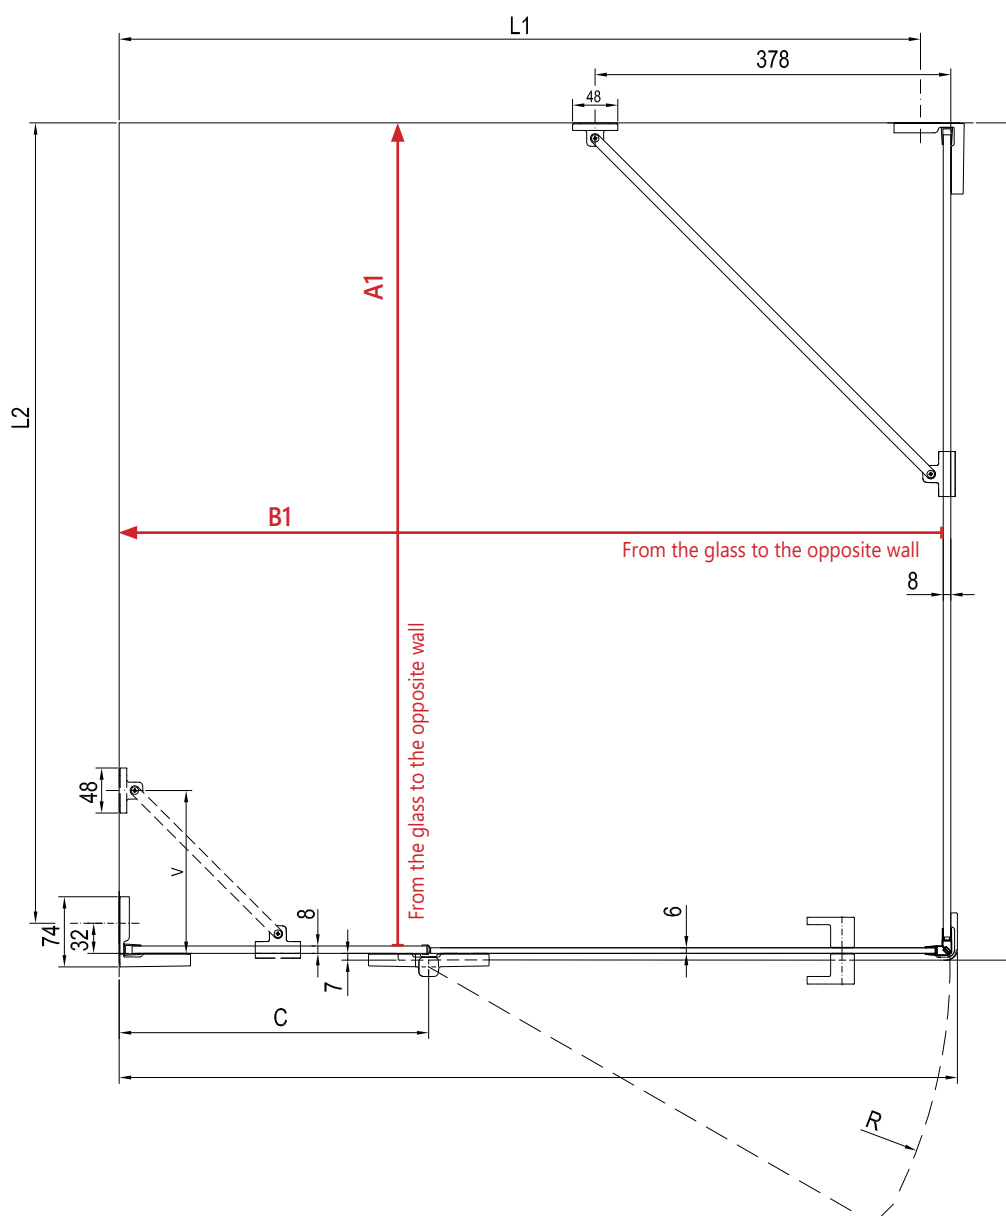 L1
378
48
A1
L2
B1
From the glass to the opposite wall
8
From the glass to the opposite wall
48
V
8
6
74
32
7
C
R